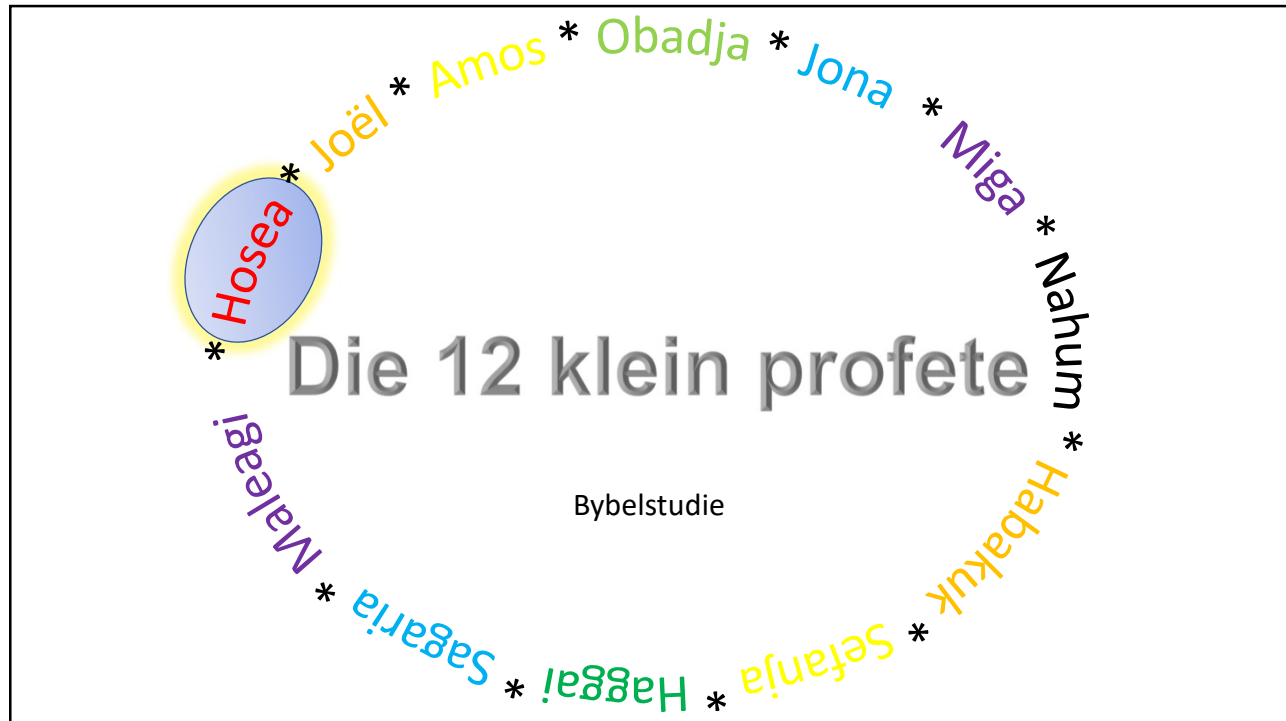 * Hosea * Joël * Amos * Obadja * Jona * Miga * Nahum * Habakuk * Sefanja * Haggai * Sagaria * Maleagi
Die 12 klein profete
Bybelstudie